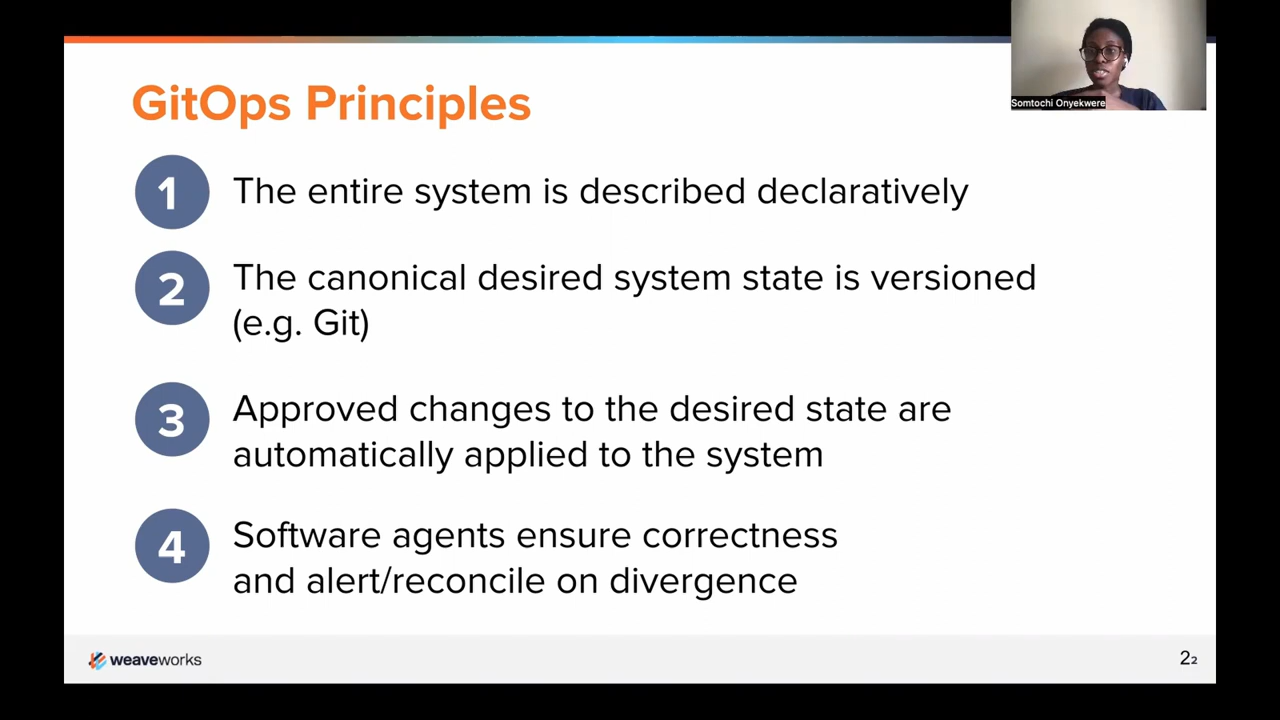 Somtochi Onyekwere
GitOps Principles
1
The entire system is described declaratively
2
The canonical desired system state is versioned
(e.g. Git)
3
Approved changes to the desired state are
automatically applied to the system
4
Software agents ensure correctness
and alert/reconcile on divergence
weaveworks
22